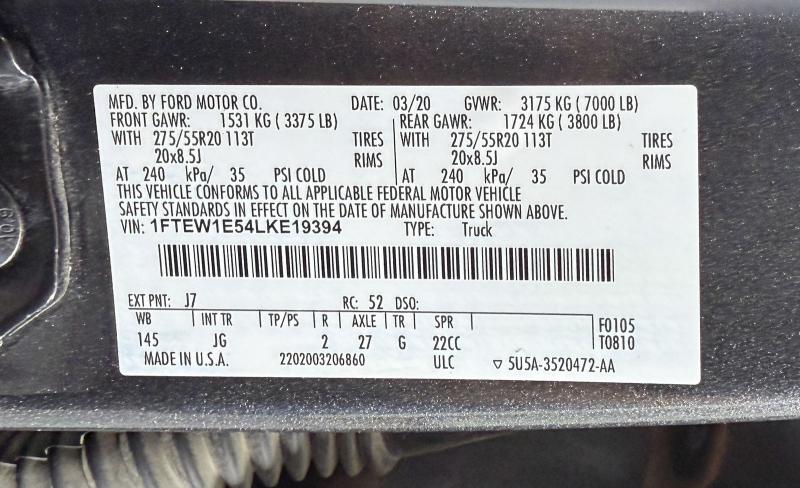 MFD. BY FORD MOTOR CO. DATE: 03/20 GVWR: 3175 KG ( 7000 LB)
FRONT GAWR: 1531 KG ( 3375 LB) REAR GAWR: 1724 KG ( 3800 LB)
WITH 275/55R20 113T TIRES WITH 275/55R20 113T TIRES
20x8.5J RIMS 20x8.5J RIMS
AT 240 kPa/ 35 PSI COLD AT 240 kPa/ 35 PSI COLD
THIS VEHICLE CONFORMS TO ALL APPLICABLE FEDERAL MOTOR VEHICLE
SAFETY STANDARDS IN EFFECT ON THE DATE OF MANUFACTURE SHOWN ABOVE.
VIN: 1FTEW1E54LKE19394 TYPE: Truck
EXT PNT: J7 RC: 52 DSO:
WB INT TR TP/PS R AXLE TR SPR F0105
145 JG 2 27 G 22CC T0810
MADE IN U.S.A. 2202003206860 ULC ▽ 5U5A-3520472-AA
10.9